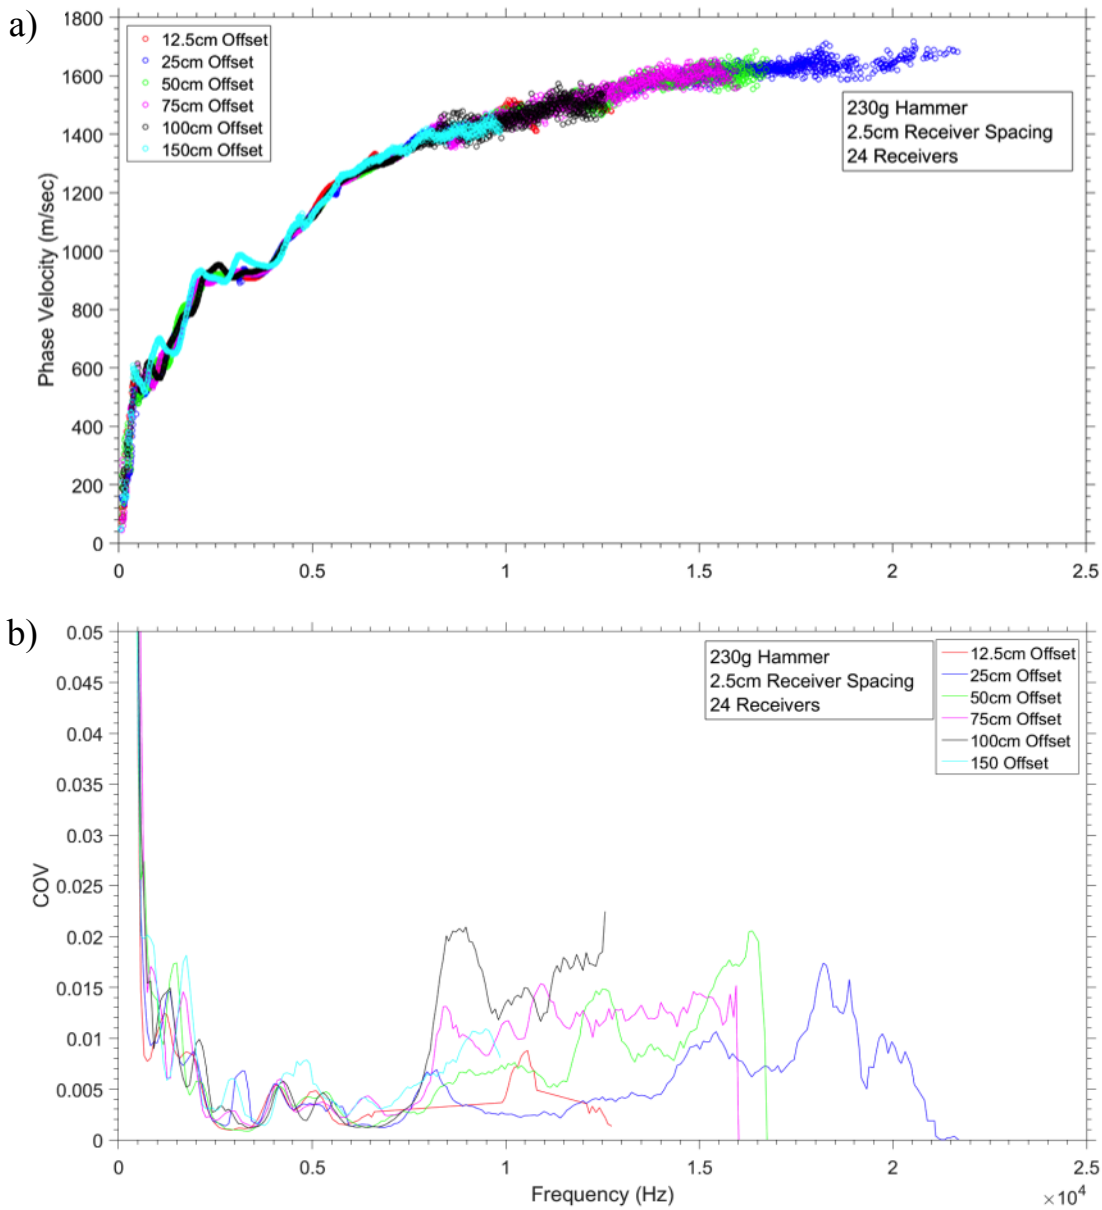 a)
×10⁴
1800
1600
1400
1200
1000
800
600
400
200
0
Phase Velocity (m/sec)
12.5cm Offset
25cm Offset
50cm Offset
75cm Offset
100cm Offset
150cm Offset
230g Hammer
2.5cm Receiver Spacing
24 Receivers
0 0.5 1 1.5 2 2.5
b)
0.05
0.045
0.04
0.035
0.03
0.025
0.02
0.015
0.01
0.005
0
COV
230g Hammer
2.5cm Receiver Spacing
24 Receivers
12.5cm Offset
25cm Offset
50cm Offset
75cm Offset
100cm Offset
150 Offset
0 0.5 1 1.5 2 2.5
Frequency (Hz)
×10⁴